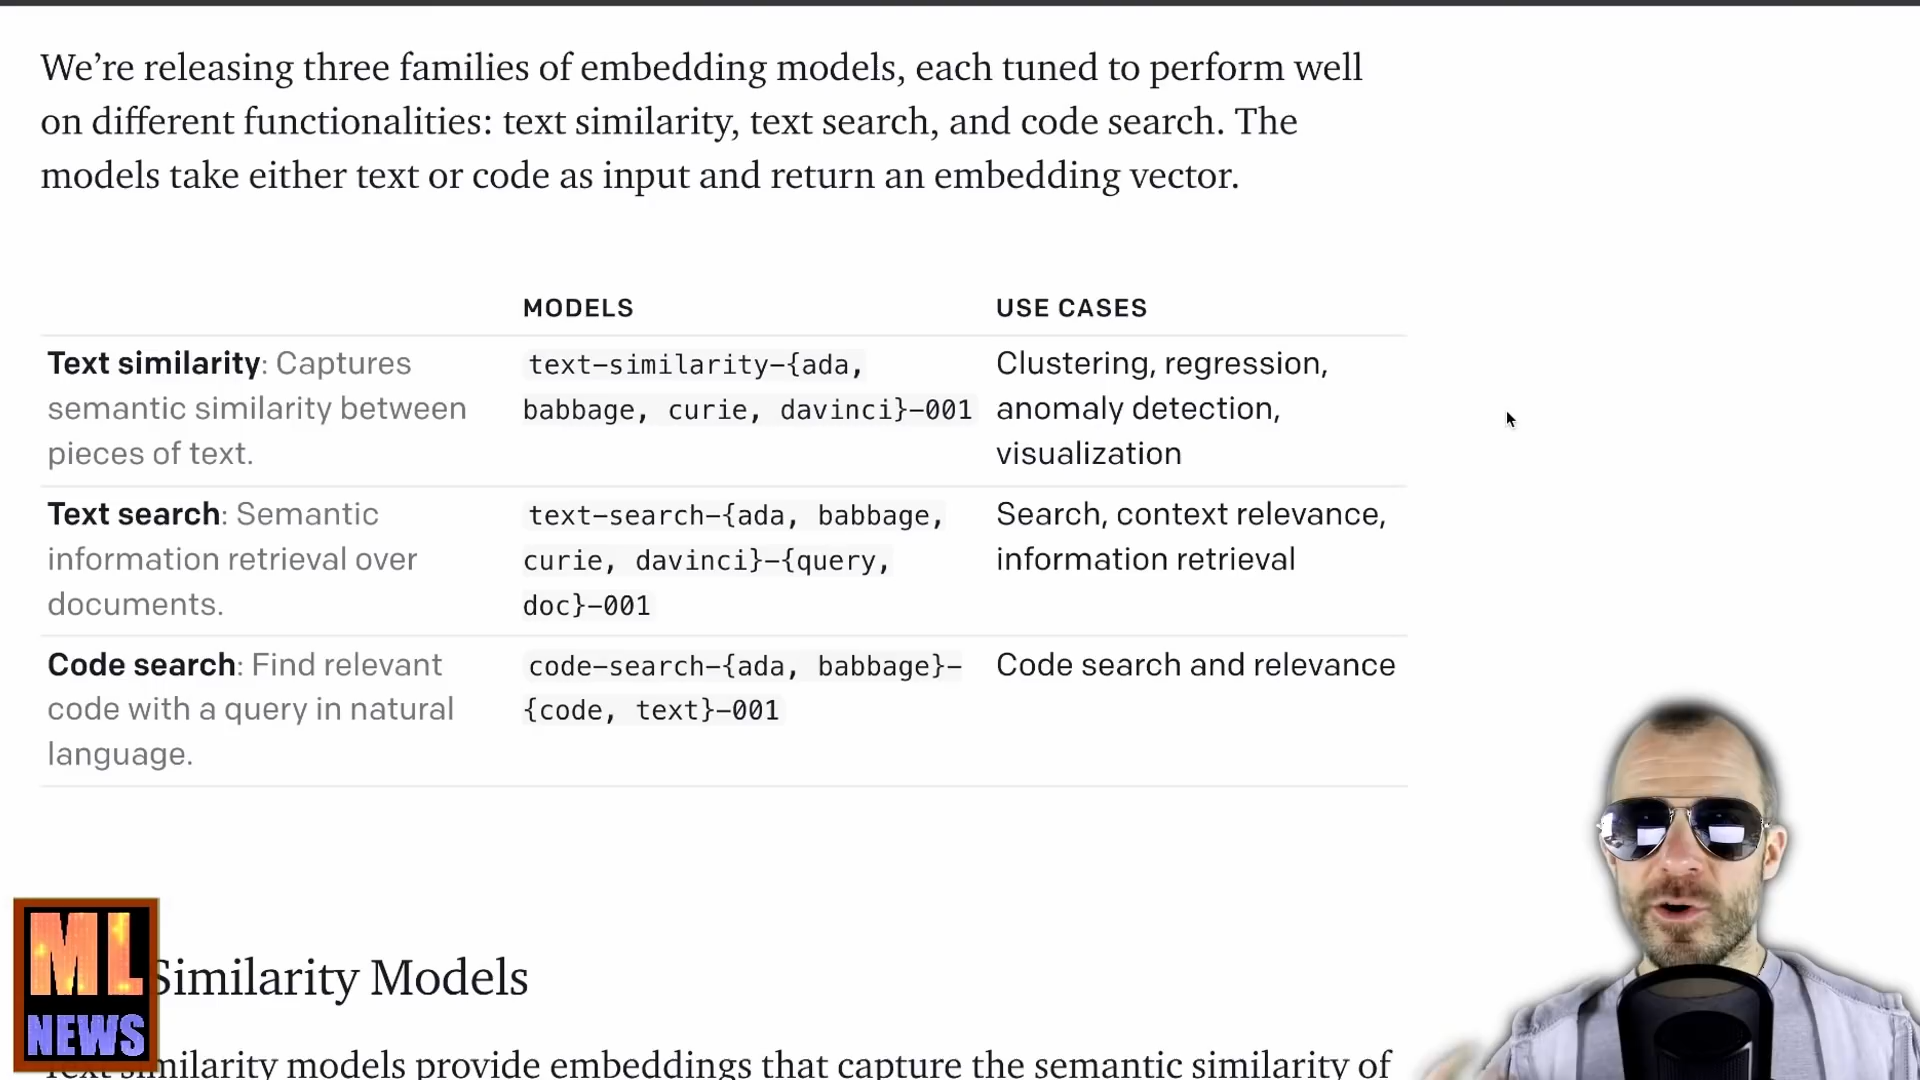 We’re releasing three families of embedding models, each tuned to perform well
on different functionalities: text similarity, text search, and code search. The
models take either text or code as input and return an embedding vector.
MODELS
USE CASES
Text similarity: Captures
semantic similarity between
pieces of text.
text-similarity-{ada,
babbage, curie, davinci}-001
Clustering, regression,
anomaly detection,
visualization
Text search: Semantic
information retrieval over
documents.
text-search-{ada, babbage,
curie, davinci}-{query,
doc}-001
Search, context relevance,
information retrieval
Code search: Find relevant
code with a query in natural
language.
code-search-{ada, babbage}-
{code, text}-001
Code search and relevance
Similarity Models
Text similarity models provide embeddings that capture the semantic similarity of
ML
NEWS